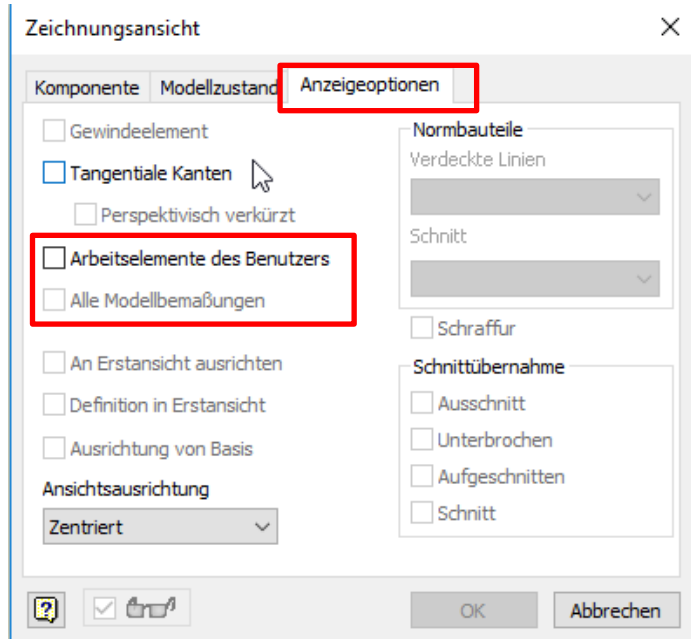 Zeichnungsansicht
Komponente
Modellzustand
Anzeigeoptionen
Gewindeelement
Tangentiale Kanten
Perspektivisch verkürzt
Arbeitselemente des Benutzers
Alle Modellbemaßungen
An Erstansicht ausrichten
Definition in Erstansicht
Ausrichtung von Basis
Ansichtsausrichtung
Zentriert
Normbauteile
Verdeckte Linien
Schnitt
Schraffur
Schnittübernahme
Ausschnitt
Unterbrochen
Aufgeschnitten
Schnitt
?
OK
Abbrechen